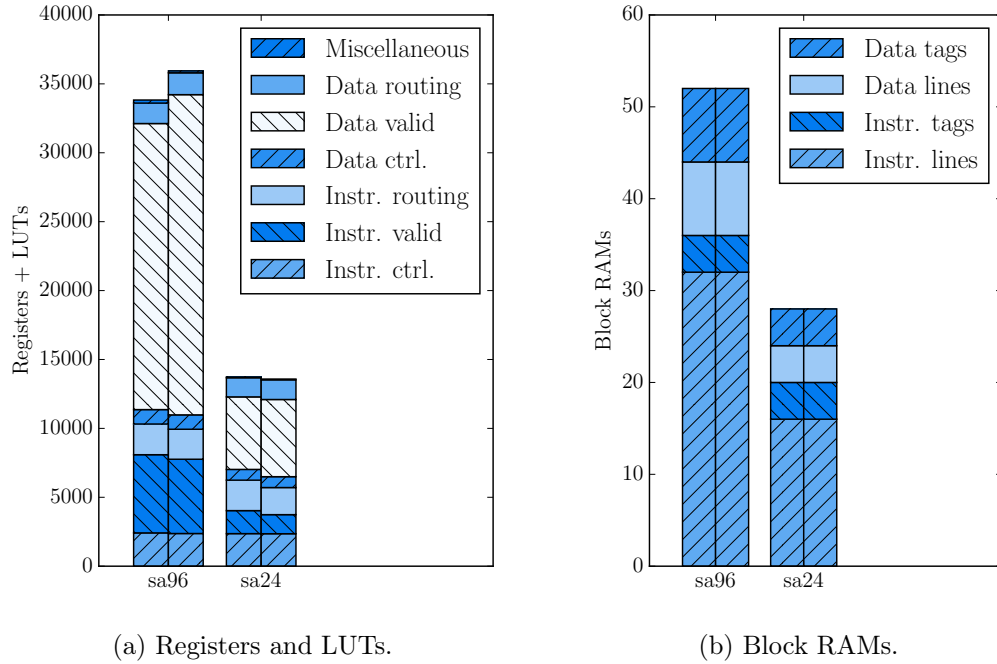 40000
35000
30000
25000
20000
15000
10000
5000
0
Registers + LUTs
Miscellaneous
Data routing
Data valid
Data ctrl.
Instr. routing
Instr. valid
Instr. ctrl.
sa96
sa24
(a) Registers and LUTs.
60
50
40
30
20
10
0
Block RAMs
Data tags
Data lines
Instr. tags
Instr. lines
sa96
sa24
(b) Block RAMs.